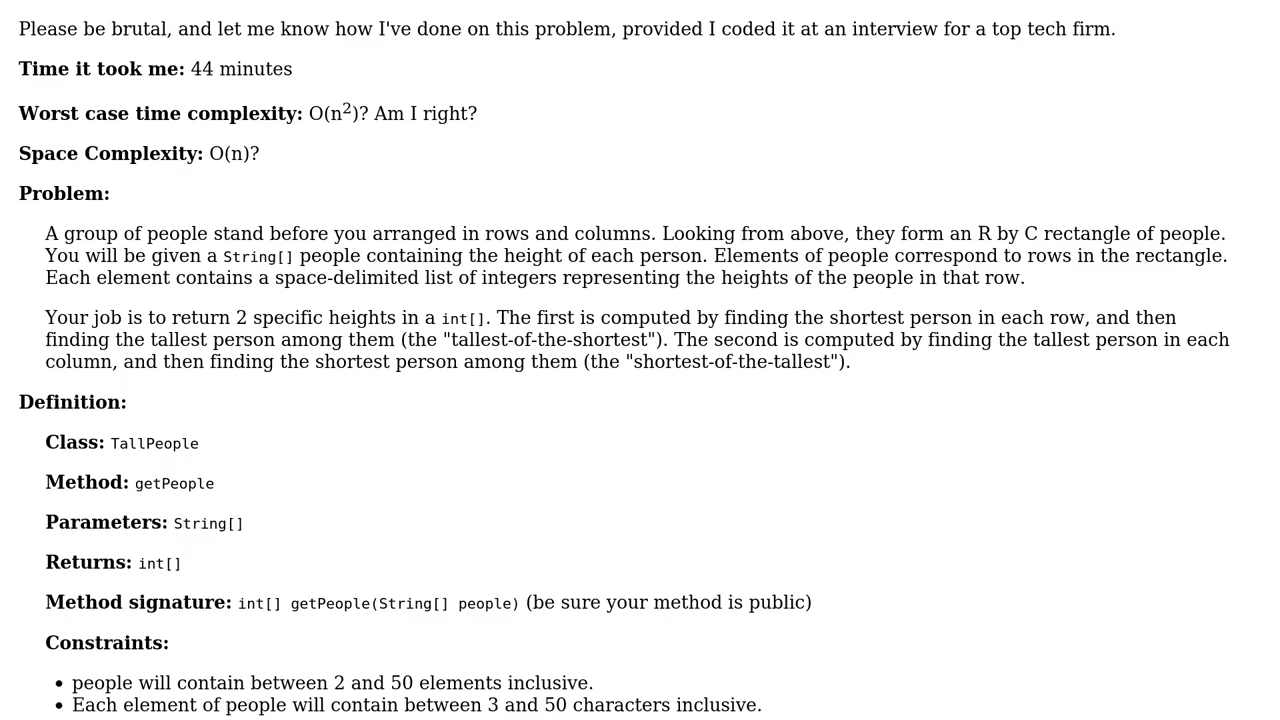 Please be brutal, and let me know how I've done on this problem, provided I coded it at an interview for a top tech firm.
Time it took me: 44 minutes
Worst case time complexity: O(n2)? Am I right?
Space Complexity: O(n)?
Problem:
A group of people stand before you arranged in rows and columns. Looking from above, they form an R by C rectangle of people.
You will be given a String[] people containing the height of each person. Elements of people correspond to rows in the rectangle.
Each element contains a space-delimited list of integers representing the heights of the people in that row.
Your job is to return 2 specific heights in a int[]. The first is computed by finding the shortest person in each row, and then
finding the tallest person among them (the "tallest-of-the-shortest"). The second is computed by finding the tallest person in each
column, and then finding the shortest person among them (the "shortest-of-the-tallest").
Definition:
Class: TallPeople
Method: getPeople
Parameters: String[]
Returns: int[]
Method signature: int[] getPeople(String[] people) (be sure your method is public)
Constraints:
• people will contain between 2 and 50 elements inclusive.
• Each element of people will contain between 3 and 50 characters inclusive.